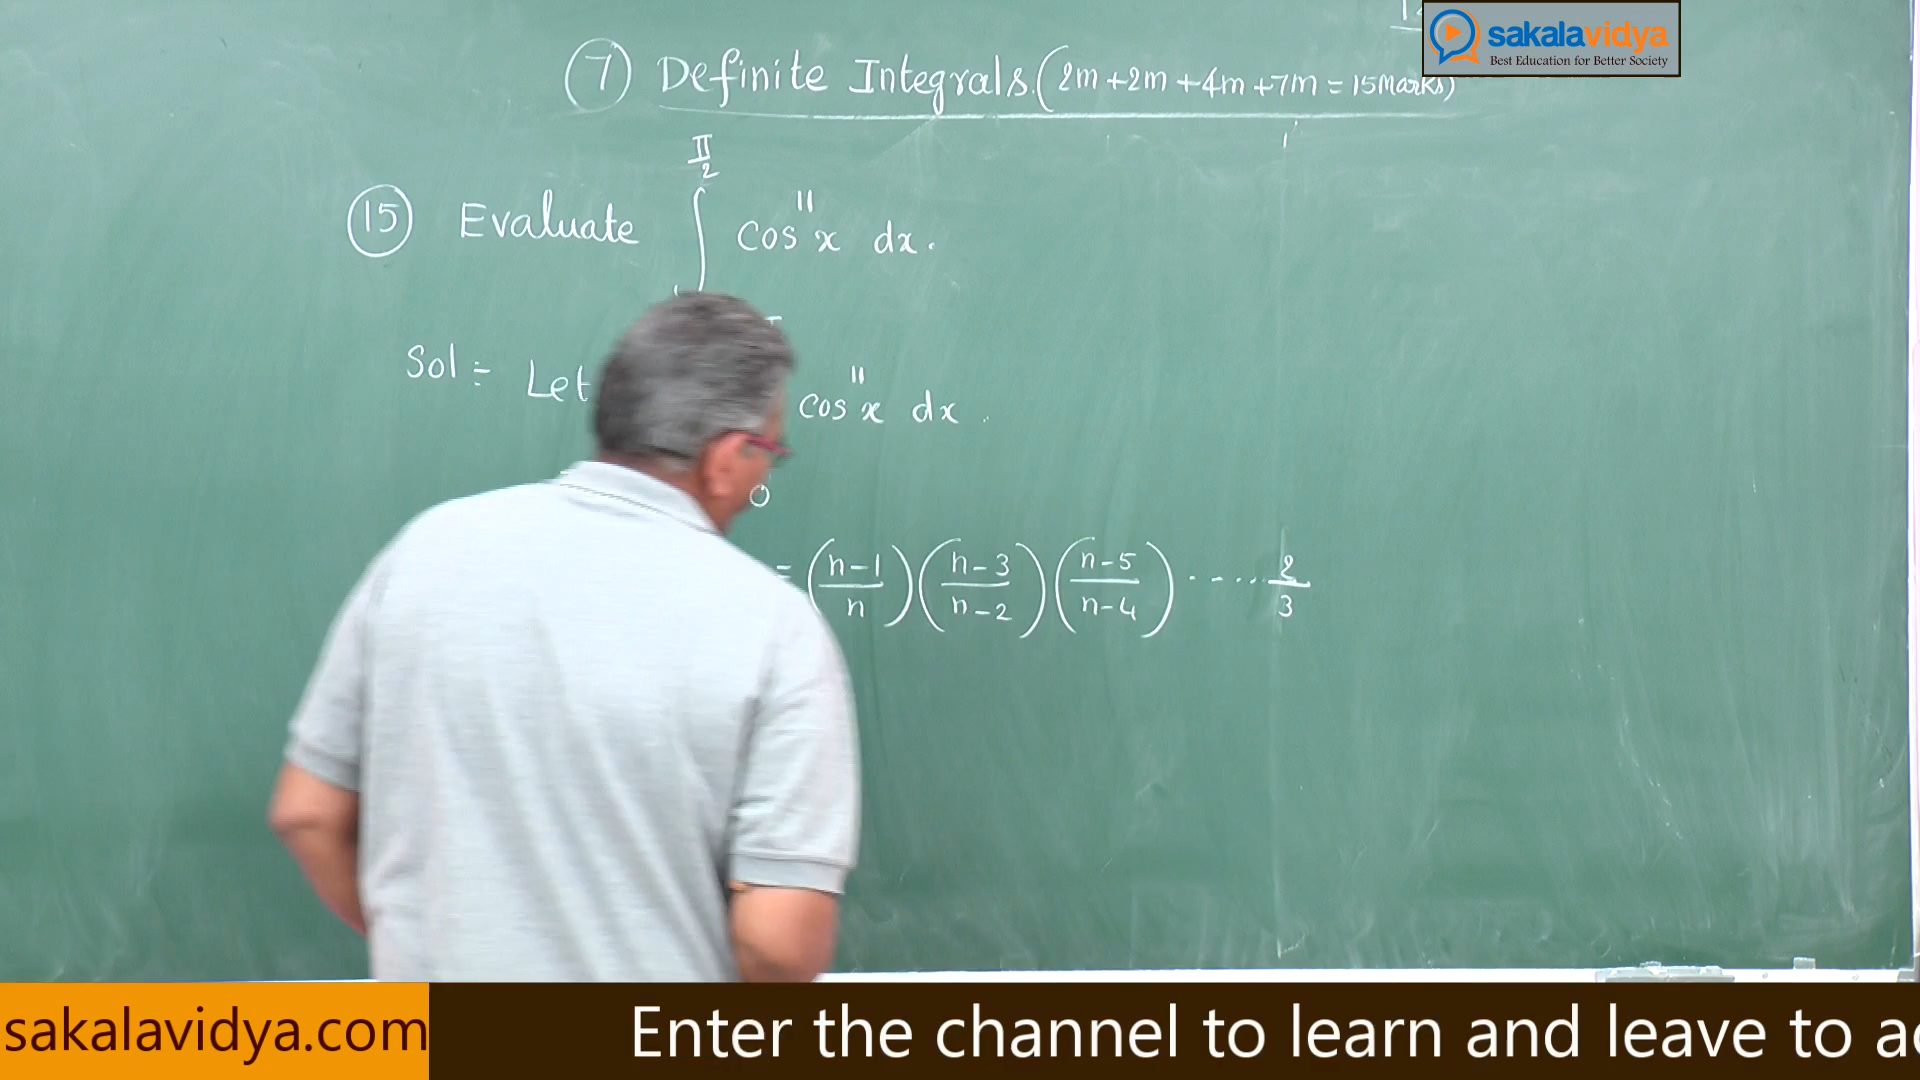 sakalavidya
Best Education for Better Society
(7) Definite Integrals. (2m+2m+4m+7m=15Marks)
(15) Evaluate ∫ π/2 cos¹¹x dx.
Sol:- Let
0
cos¹¹x dx.
= ((n-1)/n) ((n-3)/(n-2)) ((n-5)/(n-4)) ------ 2/3
sakalavidya.com
Enter the channel to learn and leave to